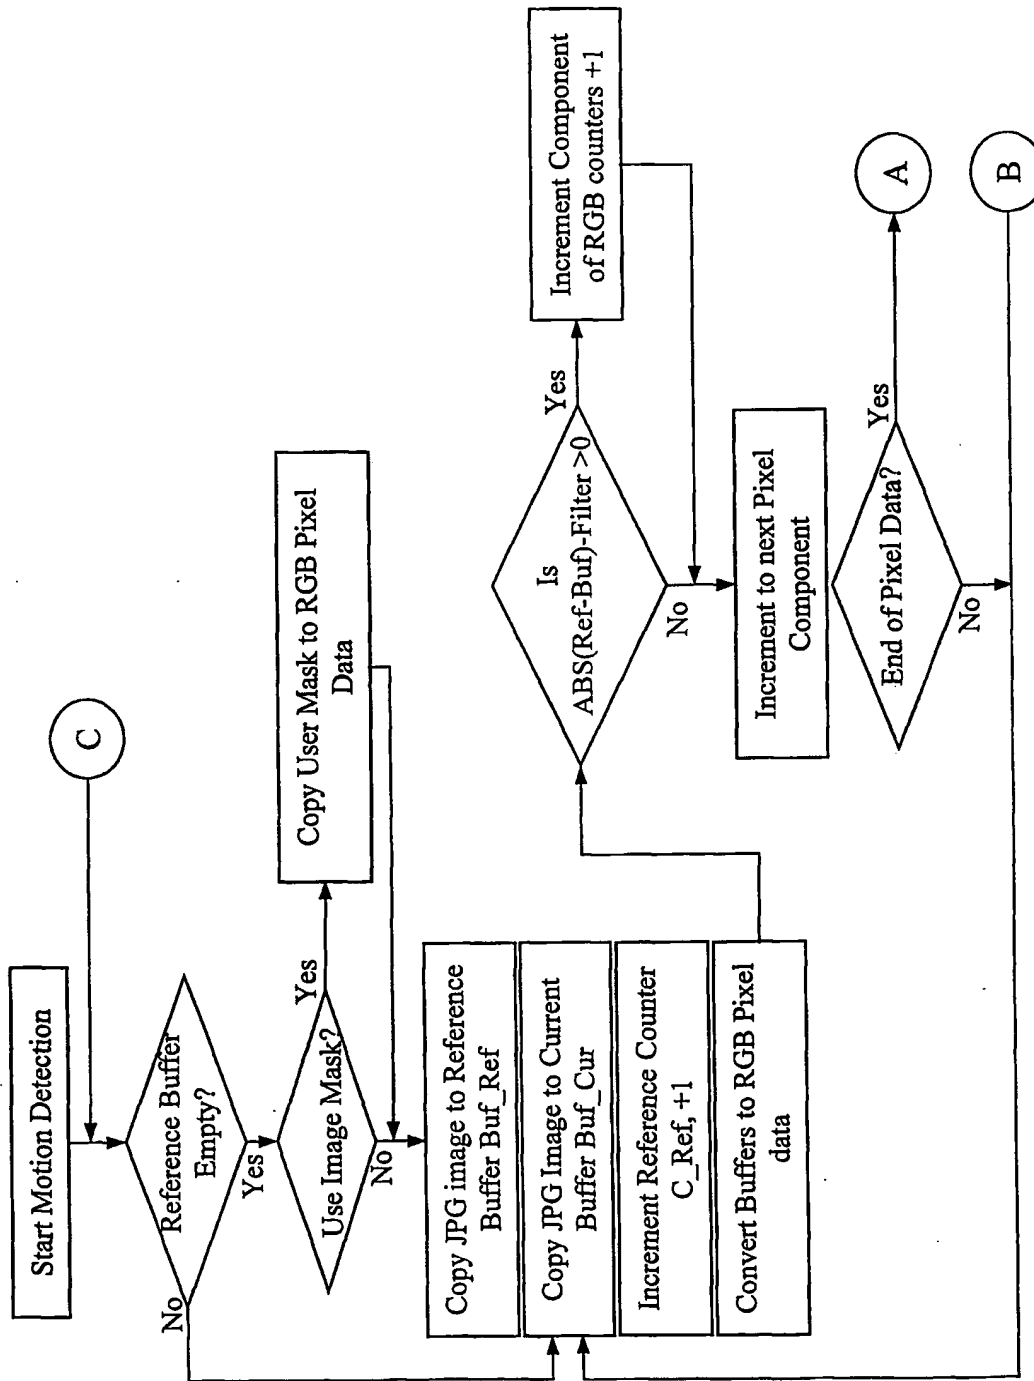 Start Motion Detection
C
Reference Buffer
Empty?
No
Yes
Use Image Mask?
Yes
No
Copy User Mask to RGB Pixel
Data
Copy JPG image to Reference
Buffer Buf_Ref
Copy JPG Image to Current
Buffer Buf_Cur
Increment Reference Counter
C_Ref, +1
Convert Buffers to RGB Pixel
data
Is
ABS(Ref-Buf)-Filter >0
Yes
No
Increment Component
of RGB counters +1
Increment to next Pixel
Component
End of Pixel Data?
Yes
No
A
B